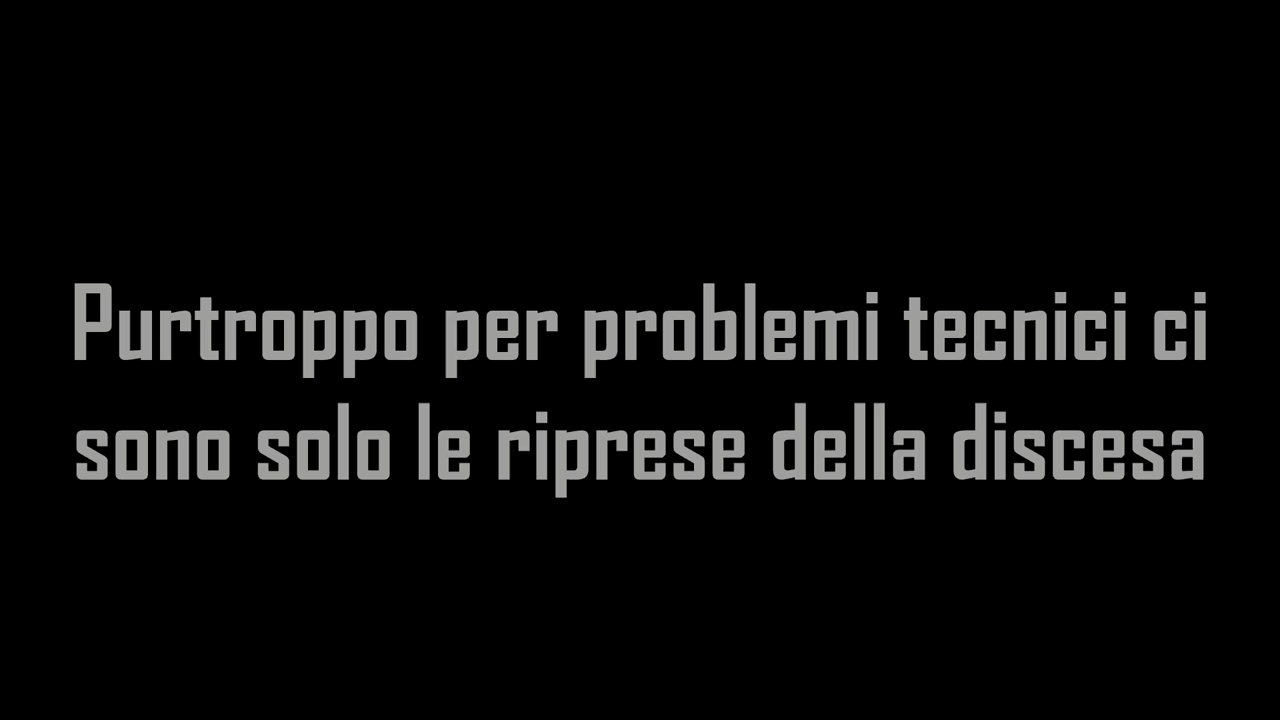 Purtroppo per problemi tecnici ci
sono solo le riprese della discesa